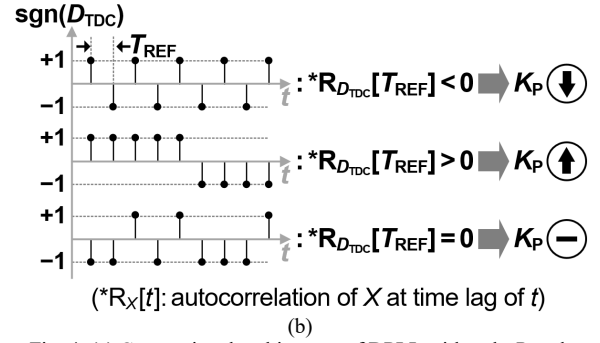 sgn(D_TDC)
+1 T_REF
−1 t : *R_D_TDC[T_REF] < 0 K_P
+1
−1 t : *R_D_TDC[T_REF] > 0 K_P
+1
−1 t : *R_D_TDC[T_REF] = 0 K_P
(*R_X[t]: autocorrelation of X at time lag of t)
(b)